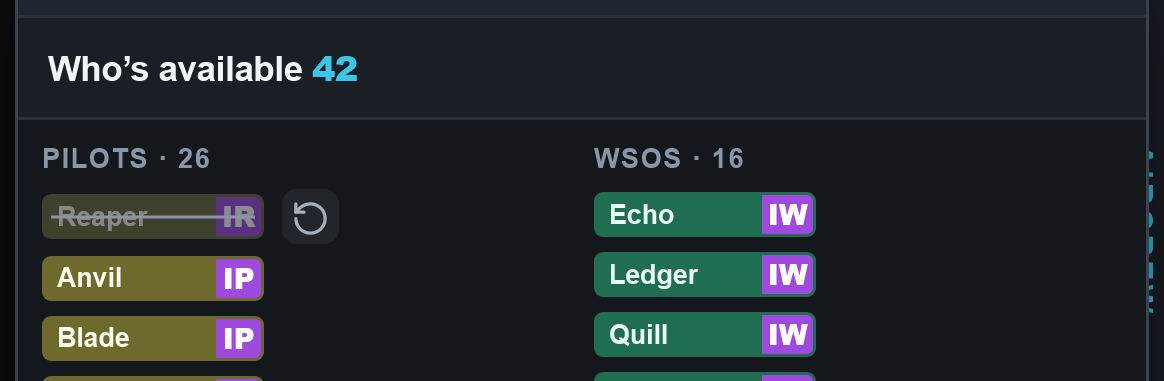 Who's available 42
PILOTS · 26
WSOS · 16
Reaper IR
Echo IW
Anvil IP
Ledger IW
Blade IP
Quill IW